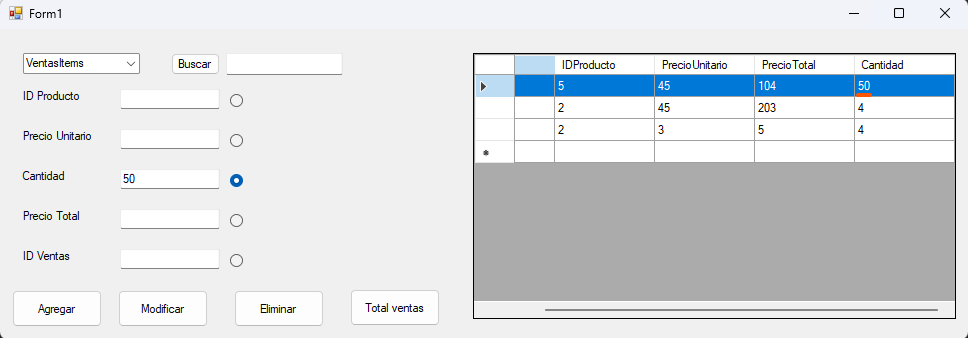 Form1
VentasItems
Buscar
ID Producto
Precio Unitario
Cantidad
50
Precio Total
ID Ventas
Agregar
Modificar
Eliminar
Total ventas
IDProducto PrecioUnitario PrecioTotal Cantidad
5 45 104 50
2 45 203 4
2 3 5 4